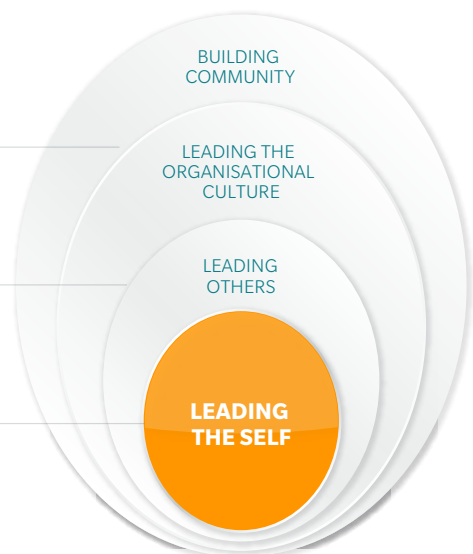 BUILDING
COMMUNITY
LEADING THE
ORGANISATIONAL
CULTURE
LEADING
OTHERS
LEADING
THE SELF